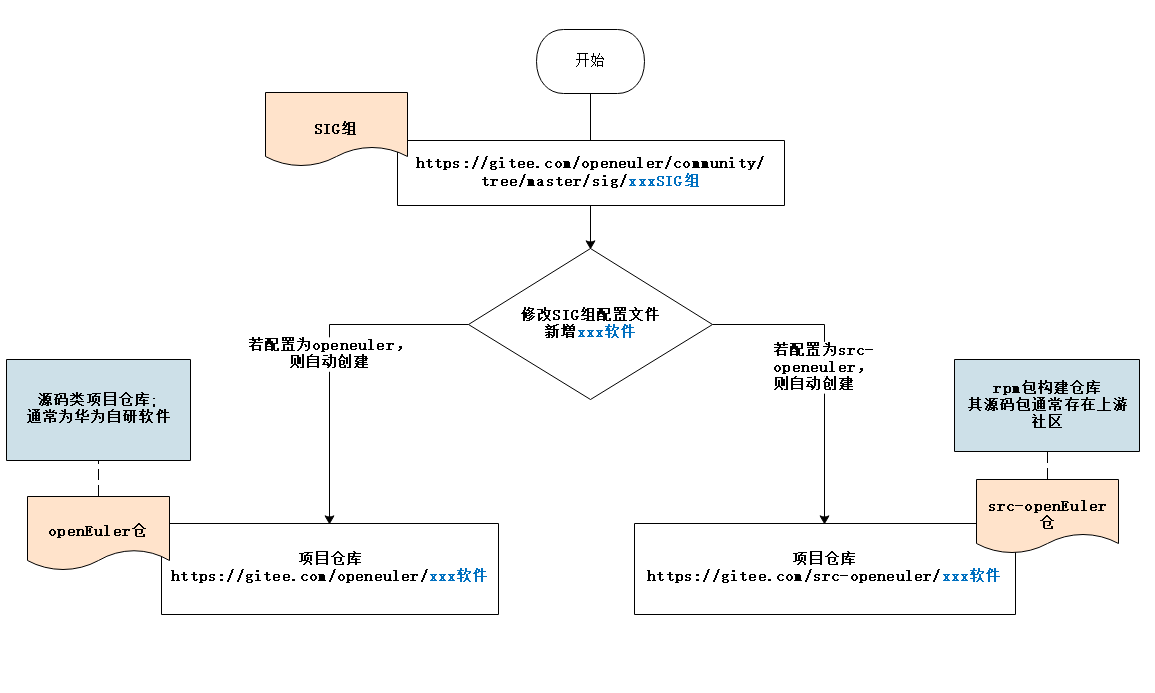 开始
SIG组
https://gitee.com/openeuler/community/
tree/master/sig/xxxSIG组
修改SIG组配置文件
新增xxx软件
若配置为openeuler，
则自动创建
若配置为src-
openeuler，
则自动创建
源码类项目仓库；
通常为华为自研软件
rpm包构建仓库
其源码包通常存在上游
社区
openEuler仓
项目仓库
https://gitee.com/openeuler/xxx软件
src-openEuler
仓
项目仓库
https://gitee.com/src-openeuler/xxx软件